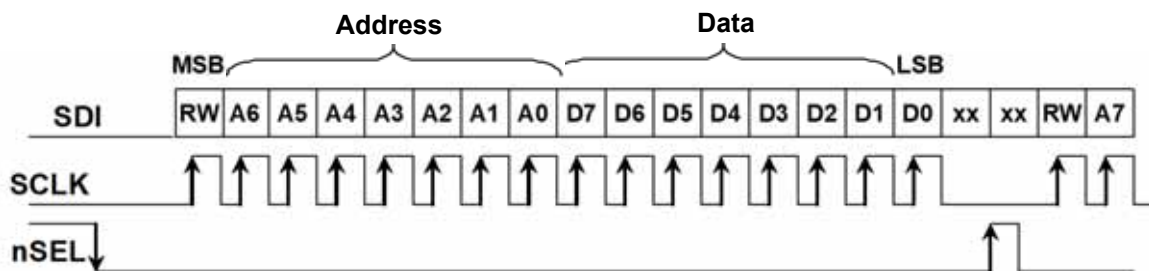 Address Data
MSB LSB
SDI RW A6 A5 A4 A3 A2 A1 A0 D7 D6 D5 D4 D3 D2 D1 D0 xx xx RW A7
SCLK
nSEL